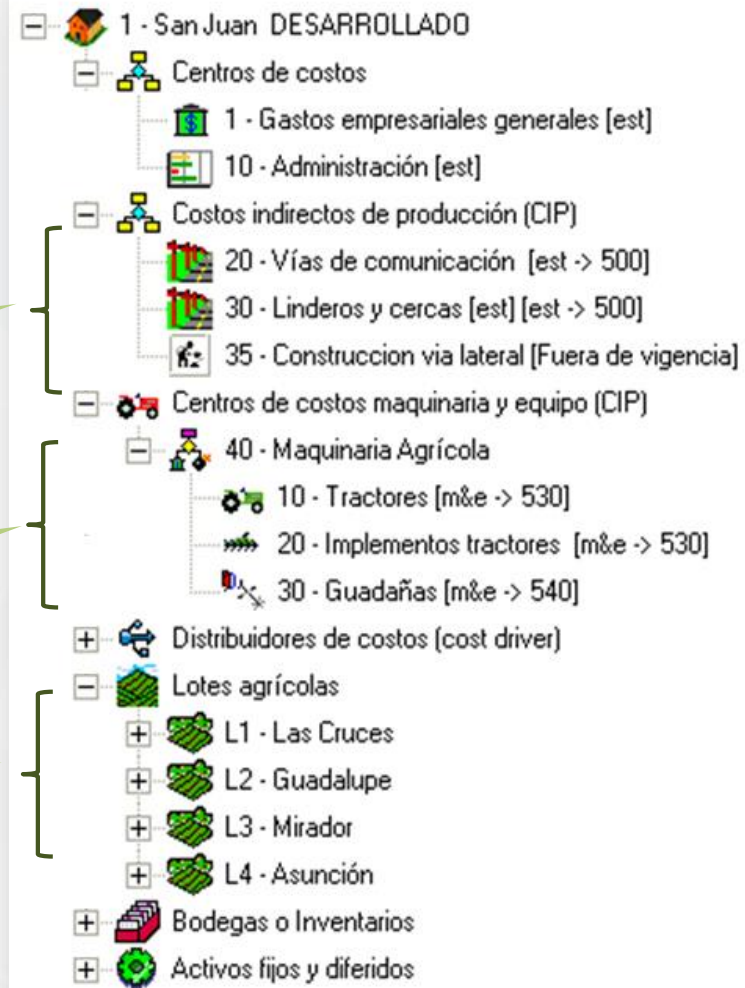 1 - San Juan DESARROLLADO
Centros de costos
1 - Gastos empresariales generales [est]
10 - Administración [est]
Costos indirectos de producción (CIP)
20 - Vías de comunicación [est -> 500]
30 - Linderos y cercas [est] [est -> 500]
35 - Construccion via lateral [Fuera de vigencia]
Centros de costos maquinaria y equipo (CIP)
40 - Maquinaria Agrícola
10 - Tractores [m&e -> 530]
20 - Implementos tractores [m&e -> 530]
30 - Guadañas [m&e -> 540]
Distribuidores de costos (cost driver)
Lotes agrícolas
L1 - Las Cruces
L2 - Guadalupe
L3 - Mirador
L4 - Asunción
Bodegas o Inventarios
Activos fijos y diferidos